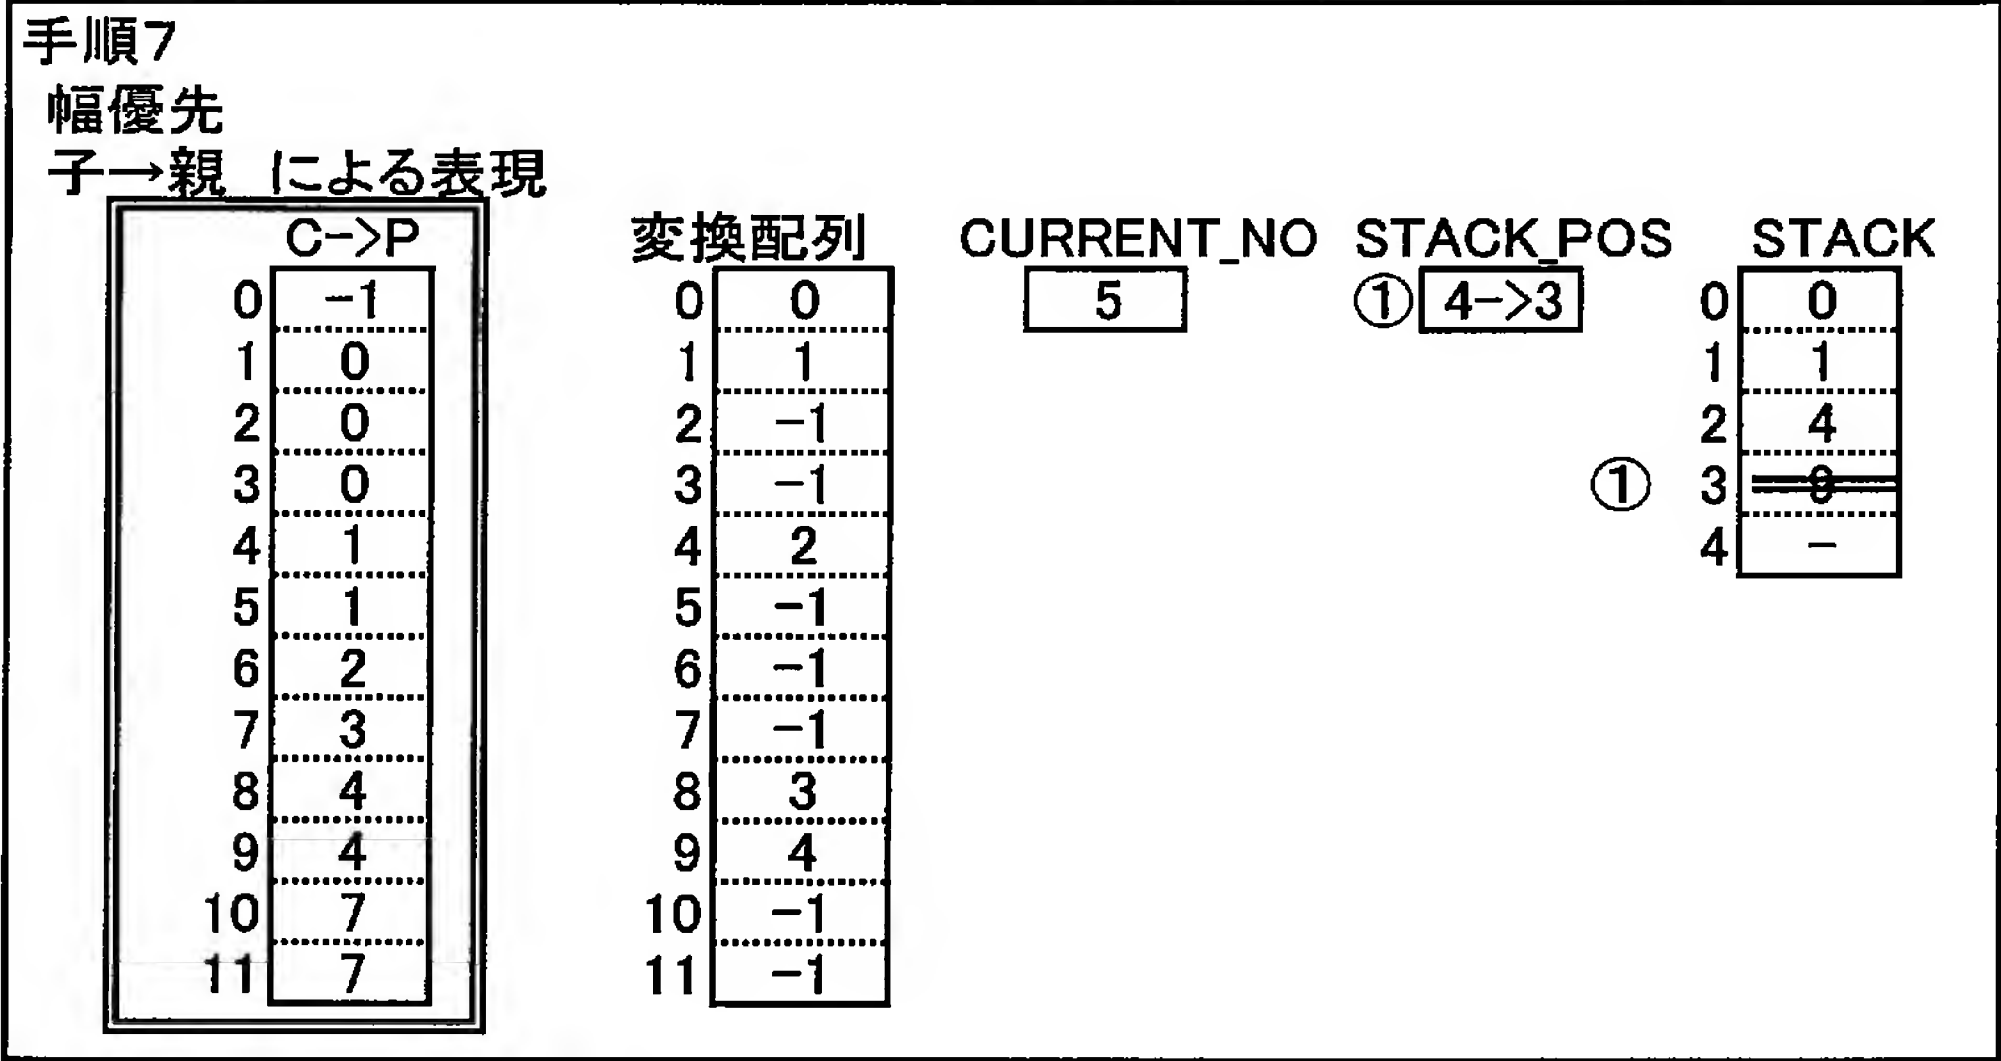 手順7
幅優先
子→親 による表現
C->P 変換配列 CURRENT_NO STACK_POS STACK
0 -1 0 0 5 ① 4->3 0 0
1 0 1 1 1 1
2 0 2 -1 2 4
3 0 3 -1 ① 3
4 1 4 2 4 -
5 1 5 -1
6 2 6 -1
7 3 7 -1
8 4 8 3
9 4 9 4
10 7 10 -1
11 7 11 -1